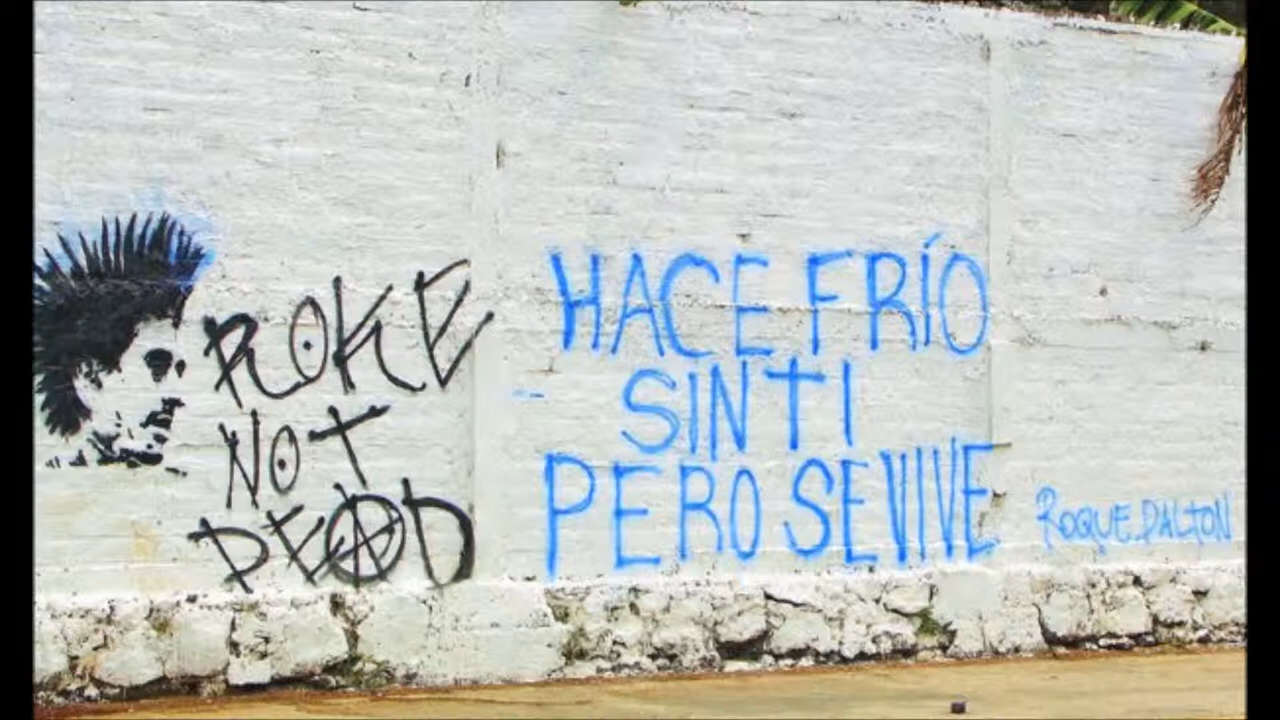 ROKE
NOT
DEAD
HACE FRÍO
SIN TI
PERO SE VIVE
ROQUE DALTON